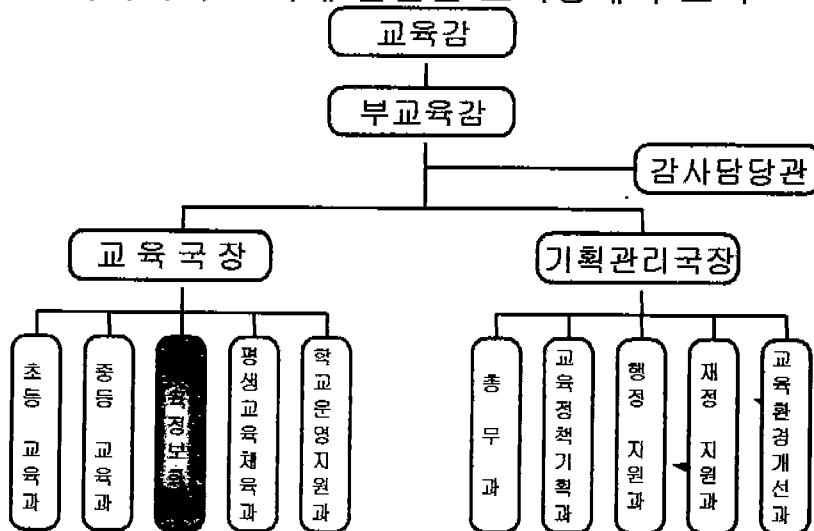 교육감
부교육감
감사담당관
교육국장
기획관리국장
초등 교육과
중등 교육과
육정보
평생교육체육과
학교운영지원과
총무과
교육정책기획과
행정 지원과
재정 지원과
교육환경개선과